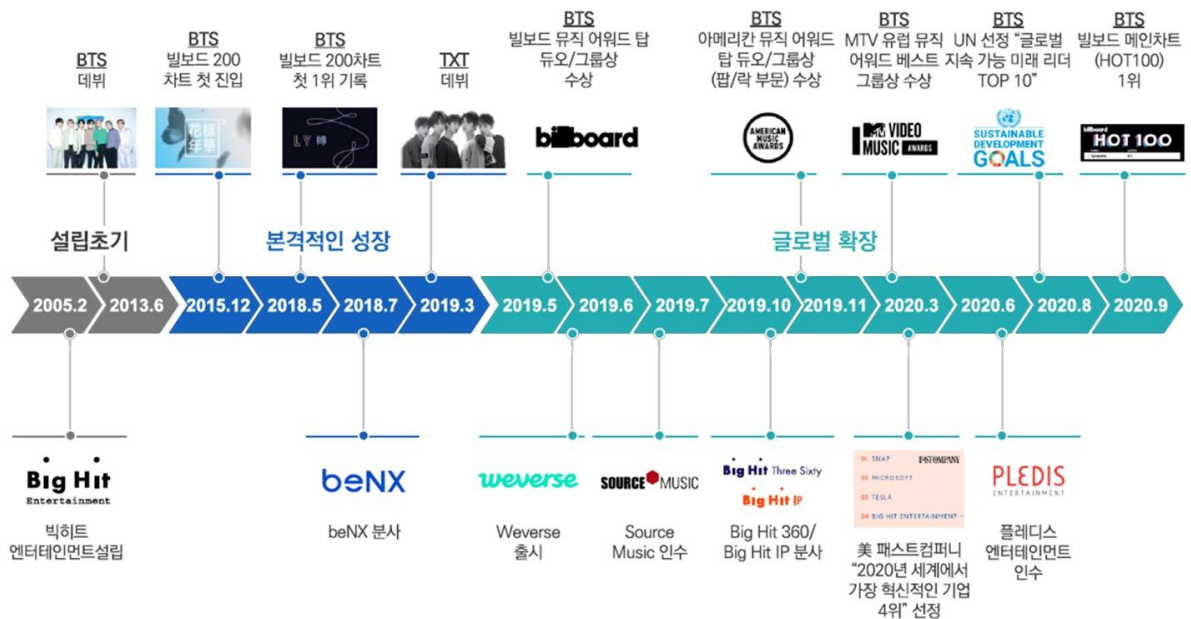 BTS
데뷔
BTS
빌보드 200
차트 첫 진입
BTS
빌보드 200차트
첫 1위 기록
TXT
데뷔
BTS
빌보드 뮤직 어워드 탑
듀오/그룹상
수상
BTS
아메리칸 뮤직 어워드
탑 듀오/그룹상
(팝/락 부문) 수상
BTS
MTV 유럽 뮤직
어워드 베스트
그룹상 수상
BTS
UN 선정 “글로벌
지속 가능 미래 리더
TOP 10”
BTS
빌보드 메인차트
(HOT100)
1위
花樣
年華
LY 轉
billboard
AMERICAN
MUSIC
AWARDS
MTV VIDEO
MUSIC AWARDS
SUSTAINABLE
DEVELOPMENT
GOALS
billboard
HOT 100
설립초기
본격적인 성장
글로벌 확장
2005.2
2013.6
2015.12
2018.5
2018.7
2019.3
2019.5
2019.6
2019.7
2019.10
2019.11
2020.3
2020.6
2020.8
2020.9
Big Hit
Entertainment
빅히트
엔터테인먼트설립
beNX
beNX 분사
weverse
Weverse
출시
SOURCE MUSIC
Source
Music 인수
Big Hit Three Sixty
Big Hit IP
Big Hit 360/
Big Hit IP 분사
01 SNAP
FAST COMPANY
02 MICROSOFT
03 TESLA
04 BIG HIT ENTERTAINMENT
美 패스트컴퍼니
“2020년 세계에서
가장 혁신적인 기업
4위” 선정
PLEDIS
ENTERTAINMENT
플레디스
엔터테인먼트
인수